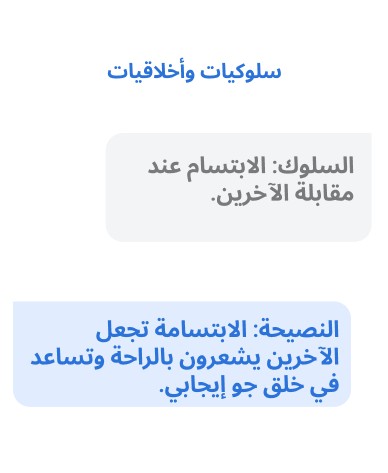 سلوكيات وأخلاقيات
السلوك: الابتسام عند
مقابلة الآخرين.
النصيحة: الابتسامة تجعل
الآخرين يشعرون بالراحة وتساعد
في خلق جو إيجابي.